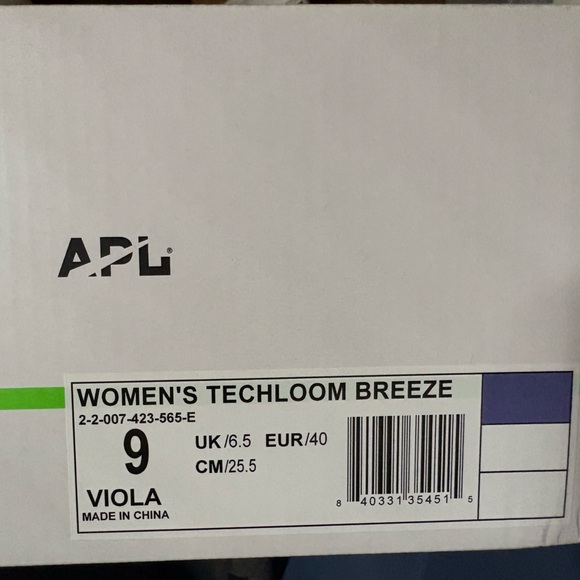 APL®
WOMEN'S TECHLOOM BREEZE
2-2-007-423-565-E
9
UK/6.5 EUR/40
CM/25.5
VIOLA
MADE IN CHINA
8 40331 35451 5